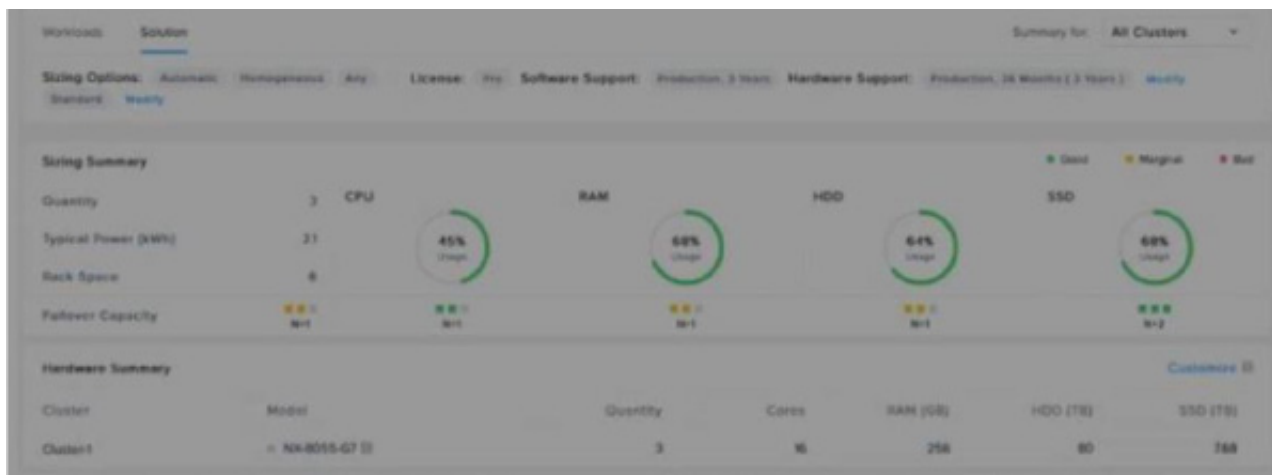 Workloads Solution Summary for: All Clusters
Sizing Options: Automatic Homogeneous Any License: Pro Software Support: Production, 3 Years Hardware Support: Production, 36 Months ( 3 Years ) Modify
Standard Modify
Sizing Summary Good Marginal Bad
Quantity 3 CPU RAM HDD SSD
Typical Power (kWh) 45% 68% 64% 68%
Usage Usage Usage Usage
Rack Space 6
Failover Capacity N+1 N+1 N+1 N+1 N+2
Hardware Summary Customize
Cluster Model Quantity Cores RAM (GB) HDD (TB) SSD (TB)
Cluster1 NX-8055-G7 3 16 256 80 7.68